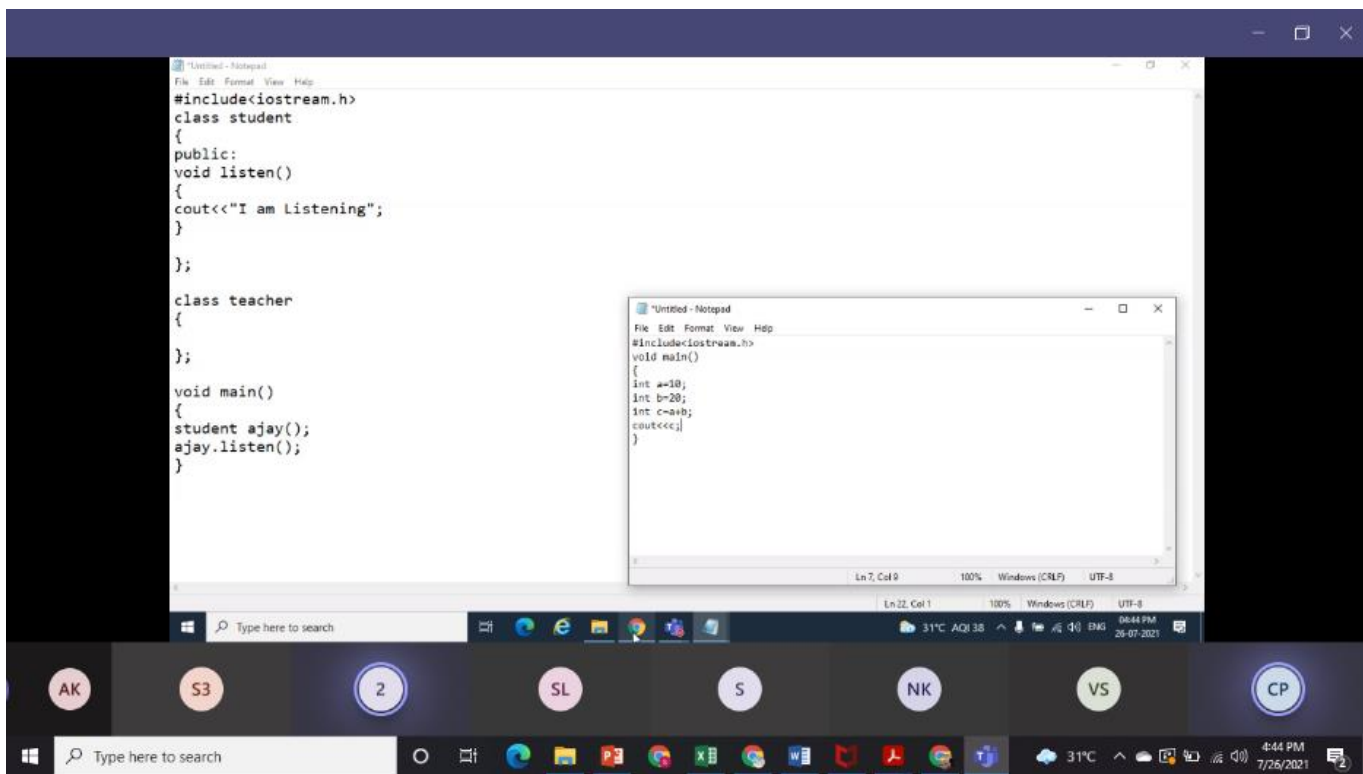 *Untitled - Notepad
File Edit Format View Help
#include<iostream.h>
class student
{
public:
void listen()
{
cout<<"I am Listening";
}
};
class teacher
{
};
void main()
{
student ajay();
ajay.listen();
}
*Untitled - Notepad
File Edit Format View Help
#include<iostream.h>
void main()
{
int a=10;
int b=20;
int c=a+b;
cout<<c;
}
Ln 7, Col 9 100% Windows (CRLF) UTF-8
Ln 22, Col 1 100% Windows (CRLF) UTF-8
Type here to search 31°C AQI 38 ENG 04:44 PM
26-07-2021
AK S3 2 SL S NK VS CP
Type here to search 31°C 4:44 PM
7/26/2021